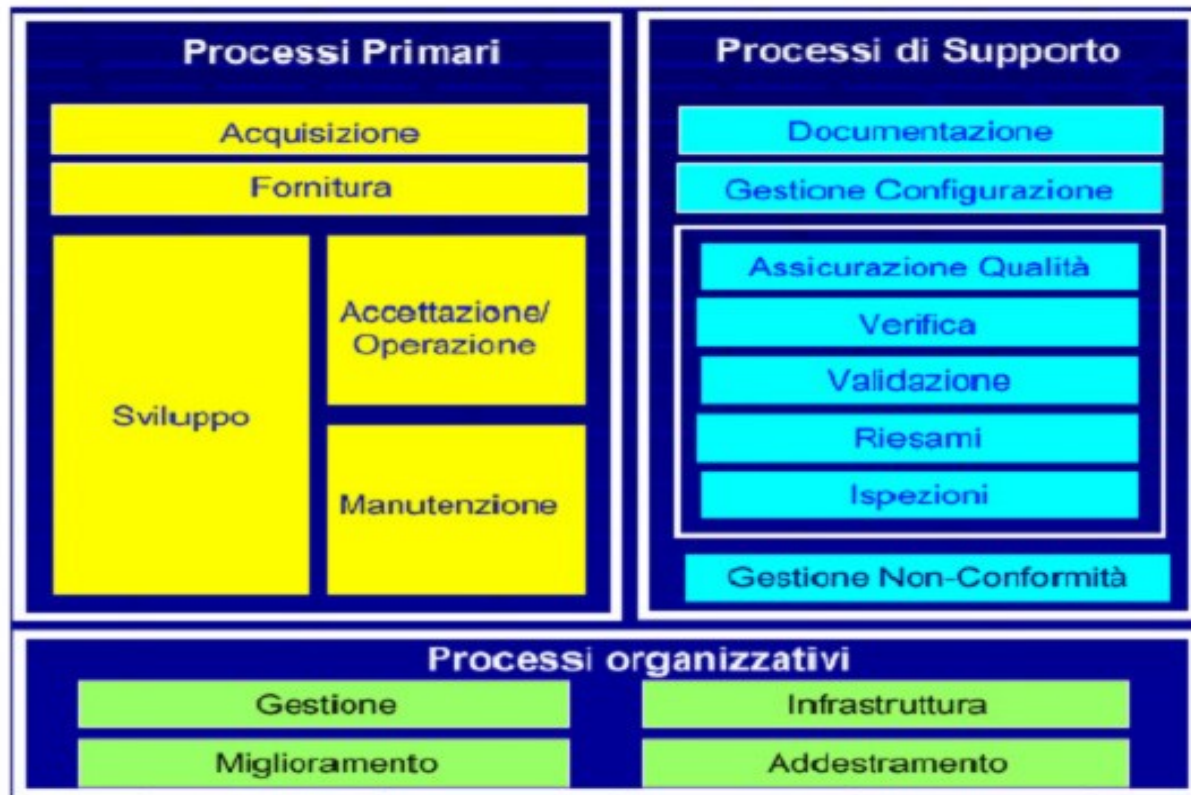 Processi Primari
Acquisizione
Fornitura
Sviluppo
Accettazione/
Operazione
Manutenzione
Processi di Supporto
Documentazione
Gestione Configurazione
Assicurazione Qualità
Verifica
Validazione
Riesami
Ispezioni
Gestione Non-Conformità
Processi organizzativi
Gestione
Infrastruttura
Miglioramento
Addestramento